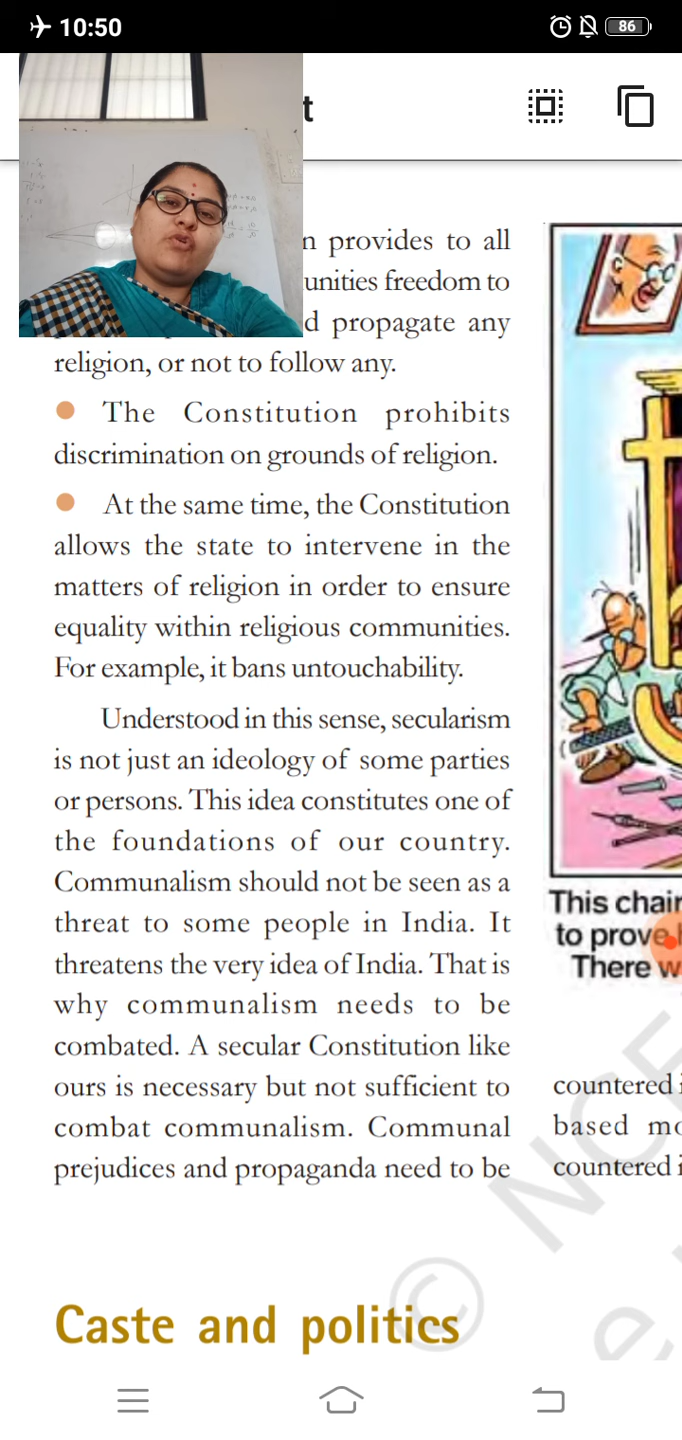 10:50
86
t
n provides to all
unities freedom to
d propagate any
religion, or not to follow any.
● The Constitution prohibits
discrimination on grounds of religion.
● At the same time, the Constitution
allows the state to intervene in the
matters of religion in order to ensure
equality within religious communities.
For example, it bans untouchability.
Understood in this sense, secularism
is not just an ideology of some parties
or persons. This idea constitutes one of
the foundations of our country.
Communalism should not be seen as a
threat to some people in India. It
threatens the very idea of India. That is
why communalism needs to be
combated. A secular Constitution like
ours is necessary but not sufficient to
combat communalism. Communal
prejudices and propaganda need to be
This chair
to prove
There w
countered i
based mo
countered i
© NCE
e
Caste and politics